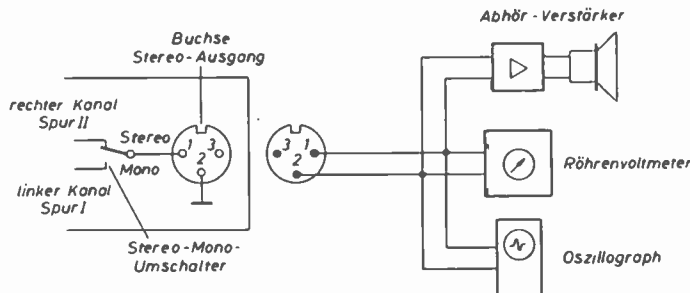 Abhör-Verstärker
Buchse
Stereo-Ausgang
rechter Kanal
Spur II
Stereo
1 3
2
Mono
linker Kanal
Spur I
Stereo-Mono-
Umschalter
3 1
2
Röhrenvoltmeter
Oszillograph